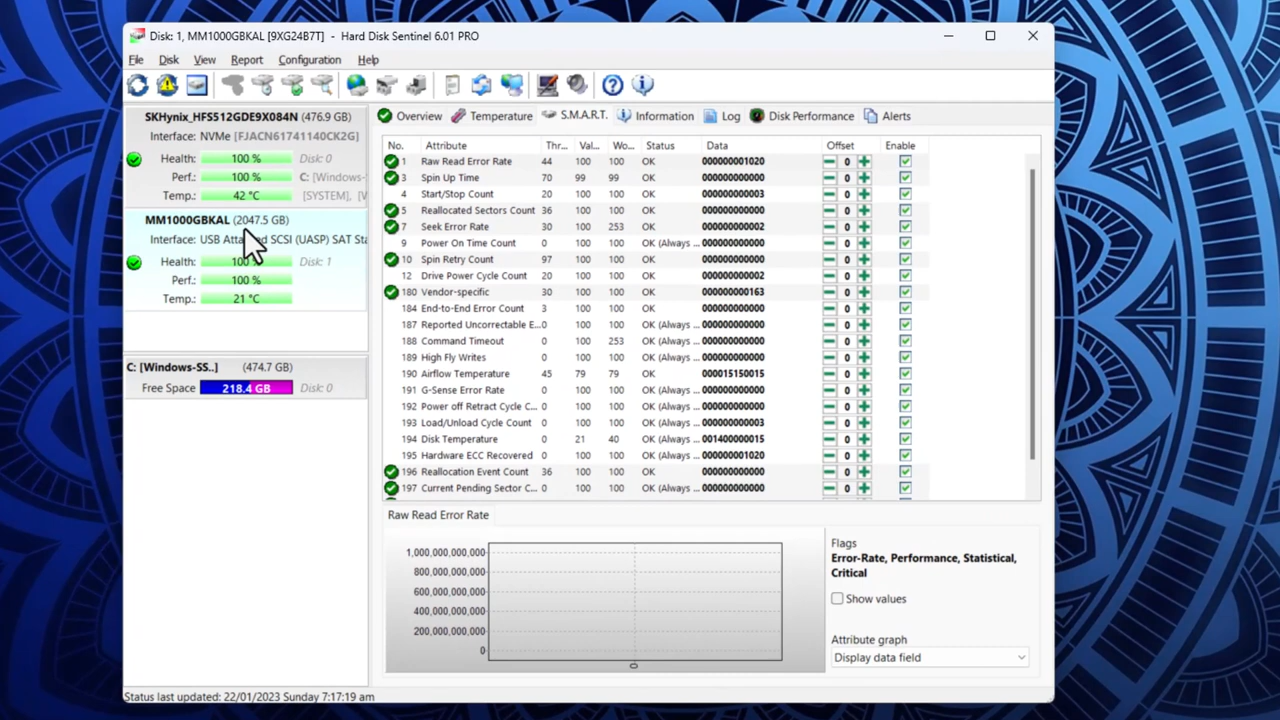 Disk: 1, MM1000GBKAL [9XG24B7T] - Hard Disk Sentinel 6.01 PRO
File Disk View Report Configuration Help
SKHynix_HFS512GDE9X084N (476.9 GB)
Interface: NVMe [FJACN61741140CK2G]
Health: 100 % Disk: 0
Perf.: 100 % C: [Windows-
Temp.: 42 °C [SYSTEM], [V
MM1000GBKAL (2047.5 GB)
Interface: USB Atta d SCSI (UASP) SAT Sta
Health: 100 % Disk: 1
Perf.: 100 %
Temp.: 21 °C
C: [Windows-SS..] (474.7 GB)
Free Space 218.4 GB Disk: 0
Overview Temperature S.M.A.R.T. Information Log Disk Performance Alerts
No. Attribute Thr... Val... Wo... Status Data Offset Enable
1 Raw Read Error Rate 44 100 100 OK 000000001020 0
3 Spin Up Time 70 99 99 OK 000000000000 0
4 Start/Stop Count 20 100 100 OK 000000000003 0
5 Reallocated Sectors Count 36 100 100 OK 000000000000 0
7 Seek Error Rate 30 100 253 OK 000000000002 0
9 Power On Time Count 0 100 100 OK (Always ... 000000000000 0
10 Spin Retry Count 97 100 100 OK 000000000000 0
12 Drive Power Cycle Count 20 100 100 OK 000000000002 0
180 Vendor-specific 30 100 100 OK 000000000163 0
184 End-to-End Error Count 3 100 100 OK 000000000000 0
187 Reported Uncorrectable E...0 100 100 OK (Always ... 000000000000 0
188 Command Timeout 0 100 253 OK (Always ... 000000000000 0
189 High Fly Writes 0 100 100 OK (Always ... 000000000000 0
190 Airflow Temperature 45 79 79 OK 000015150015 0
191 G-Sense Error Rate 0 100 100 OK (Always ... 000000000000 0
192 Power off Retract Cycle C... 0 100 100 OK (Always ... 000000000000 0
193 Load/Unload Cycle Count 0 100 100 OK (Always ... 000000000003 0
194 Disk Temperature 0 21 40 OK (Always ... 001400000015 0
195 Hardware ECC Recovered 0 100 100 OK (Always ... 000000001020 0
196 Reallocation Event Count 36 100 100 OK 000000000000 0
197 Current Pending Sector C... 0 100 100 OK (Always ... 000000000000 0
Raw Read Error Rate
1,000,000,000,000
800,000,000,000
600,000,000,000
400,000,000,000
200,000,000,000
0
0
Flags
Error-Rate, Performance, Statistical,
Critical
Show values
Attribute graph
Display data field
Status last updated: 22/01/2023 Sunday 7:17:19 am